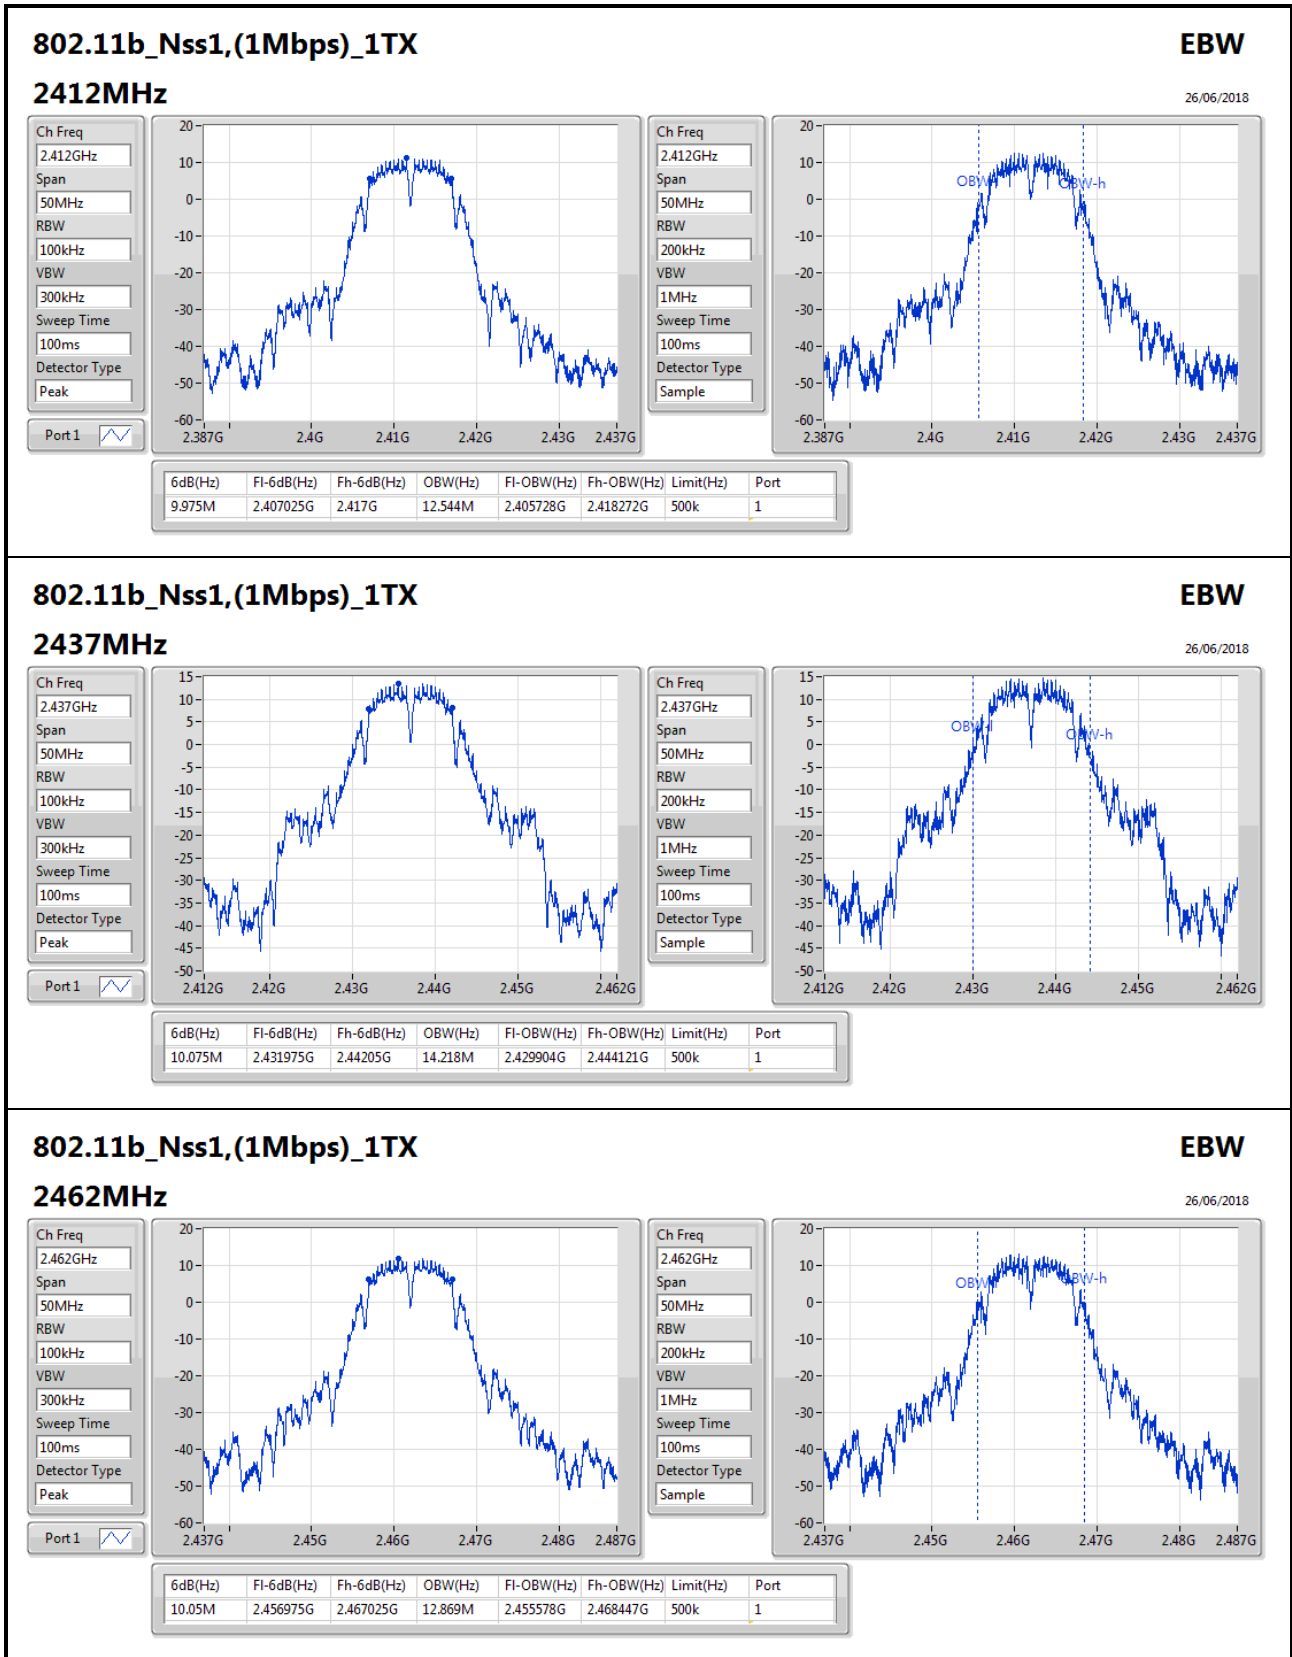 802.11b_Nss1,(1Mbps)_1TX EBW
2412MHz 26/06/2018
Ch Freq
2.412GHz
Span
50MHz
RBW
100kHz
VBW
300kHz
Sweep Time
100ms
Detector Type
Peak
Port 1
20
10
0
-10
-20
-30
-40
-50
-60
2.387G 2.4G 2.41G 2.42G 2.43G 2.437G
Ch Freq
2.412GHz
Span
50MHz
RBW
200kHz
VBW
1MHz
Sweep Time
100ms
Detector Type
Sample
20
10
0
-10
-20
-30
-40
-50
-60
OBW-h
2.387G 2.4G 2.41G 2.42G 2.43G 2.437G
6dB(Hz) Fl-6dB(Hz) Fh-6dB(Hz) OBW(Hz) Fl-OBW(Hz) Fh-OBW(Hz) Limit(Hz) Port
9.975M 2.407025G 2.417G 12.544M 2.405728G 2.418272G 500k 1
802.11b_Nss1,(1Mbps)_1TX EBW
2437MHz 26/06/2018
Ch Freq
2.437GHz
Span
50MHz
RBW
100kHz
VBW
300kHz
Sweep Time
100ms
Detector Type
Peak
Port 1
15
10
5
0
-5
-10
-15
-20
-25
-30
-35
-40
-45
-50
2.412G 2.42G 2.43G 2.44G 2.45G 2.462G
Ch Freq
2.437GHz
Span
50MHz
RBW
200kHz
VBW
1MHz
Sweep Time
100ms
Detector Type
Sample
15
10
5
0
-5
-10
-15
-20
-25
-30
-35
-40
-45
-50
OBW-h
2.412G 2.42G 2.43G 2.44G 2.45G 2.462G
6dB(Hz) Fl-6dB(Hz) Fh-6dB(Hz) OBW(Hz) Fl-OBW(Hz) Fh-OBW(Hz) Limit(Hz) Port
10.075M 2.431975G 2.44205G 14.218M 2.429904G 2.444121G 500k 1
802.11b_Nss1,(1Mbps)_1TX EBW
2462MHz 26/06/2018
Ch Freq
2.462GHz
Span
50MHz
RBW
100kHz
VBW
300kHz
Sweep Time
100ms
Detector Type
Peak
Port 1
20
10
0
-10
-20
-30
-40
-50
-60
2.437G 2.45G 2.46G 2.47G 2.48G 2.487G
Ch Freq
2.462GHz
Span
50MHz
RBW
200kHz
VBW
1MHz
Sweep Time
100ms
Detector Type
Sample
20
10
0
-10
-20
-30
-40
-50
-60
OBW-h
2.437G 2.45G 2.46G 2.47G 2.48G 2.487G
6dB(Hz) Fl-6dB(Hz) Fh-6dB(Hz) OBW(Hz) Fl-OBW(Hz) Fh-OBW(Hz) Limit(Hz) Port
10.05M 2.456975G 2.467025G 12.869M 2.455578G 2.468447G 500k 1